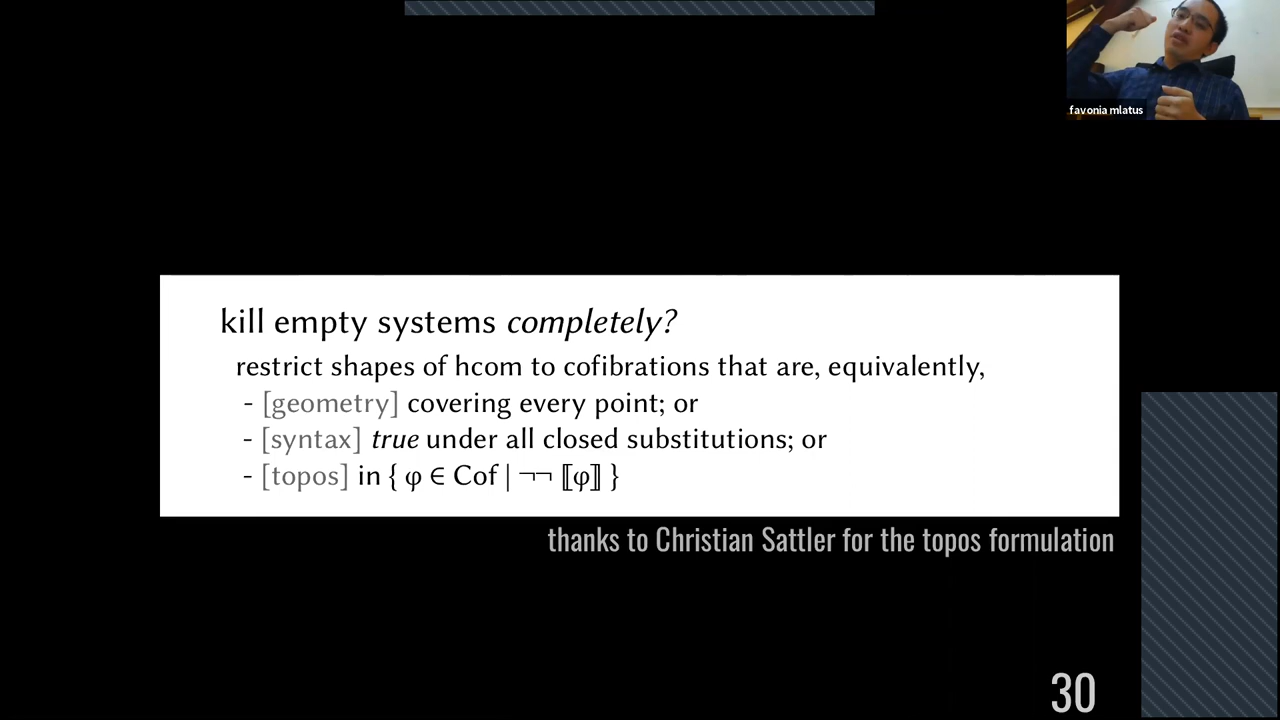 favonia mlatus
kill empty systems completely?
restrict shapes of hcom to cofibrations that are, equivalently,
- [geometry] covering every point; or
- [syntax] true under all closed substitutions; or
- [topos] in { φ ∈ Cof | ¬¬ ⟦φ⟧ }
thanks to Christian Sattler for the topos formulation
30